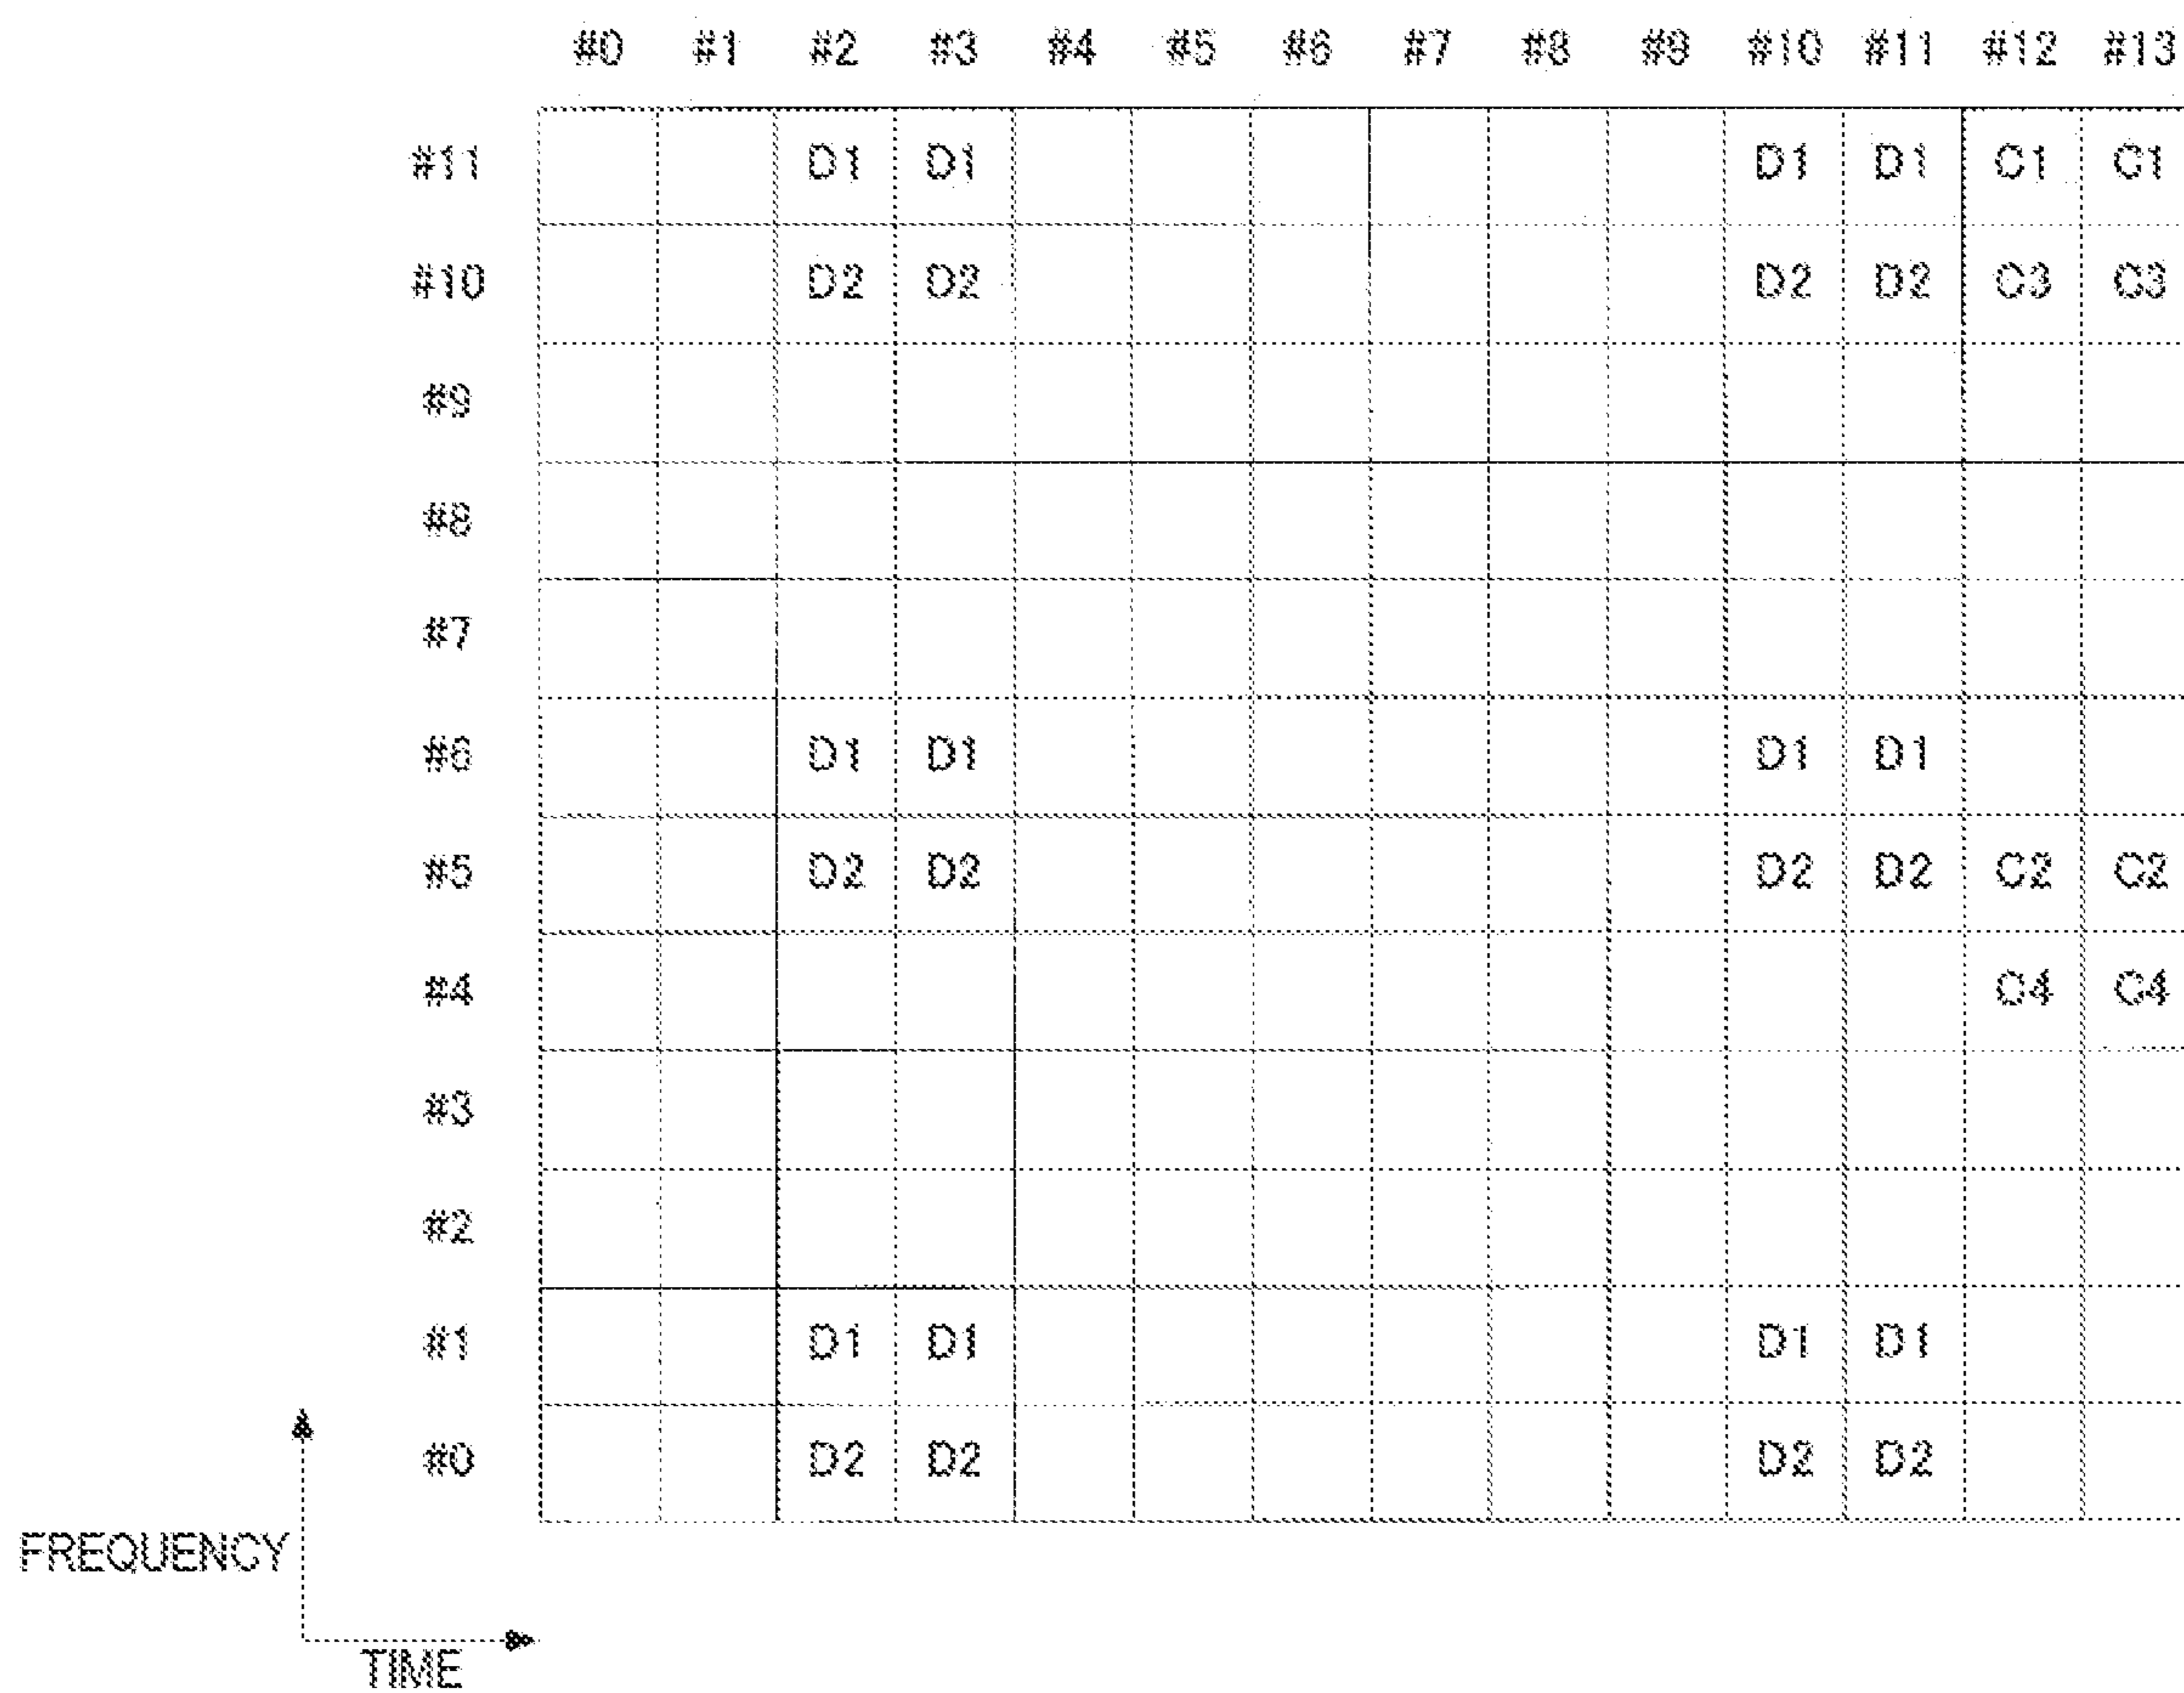 #0 #1 #2 #3 #4 #5 #6 #7 #8 #9 #10 #11 #12 #13
#11 D1 D1 D1 D1 C1 C1
#10 D2 D2 D2 D2 C3 C3
#9
#8
#7
#6 D1 D1 D1 D1
#5 D2 D2 D2 D2 C2 C2
#4 C4 C4
#3
#2
#1 D1 D1 D1 D1
#0 D2 D2 D2 D2
FREQUENCY
TIME